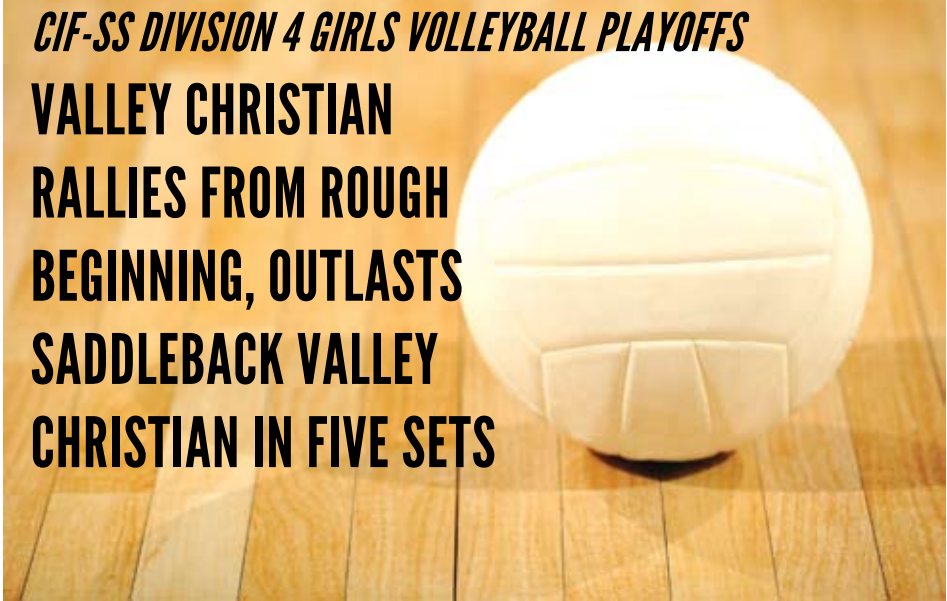 CIF-SS DIVISION 4 GIRLS VOLLEYBALL PLAYOFFS
VALLEY CHRISTIAN
RALLIES FROM ROUGH
BEGINNING, OUTLASTS
SADDLEBACK VALLEY
CHRISTIAN IN FIVE SETS